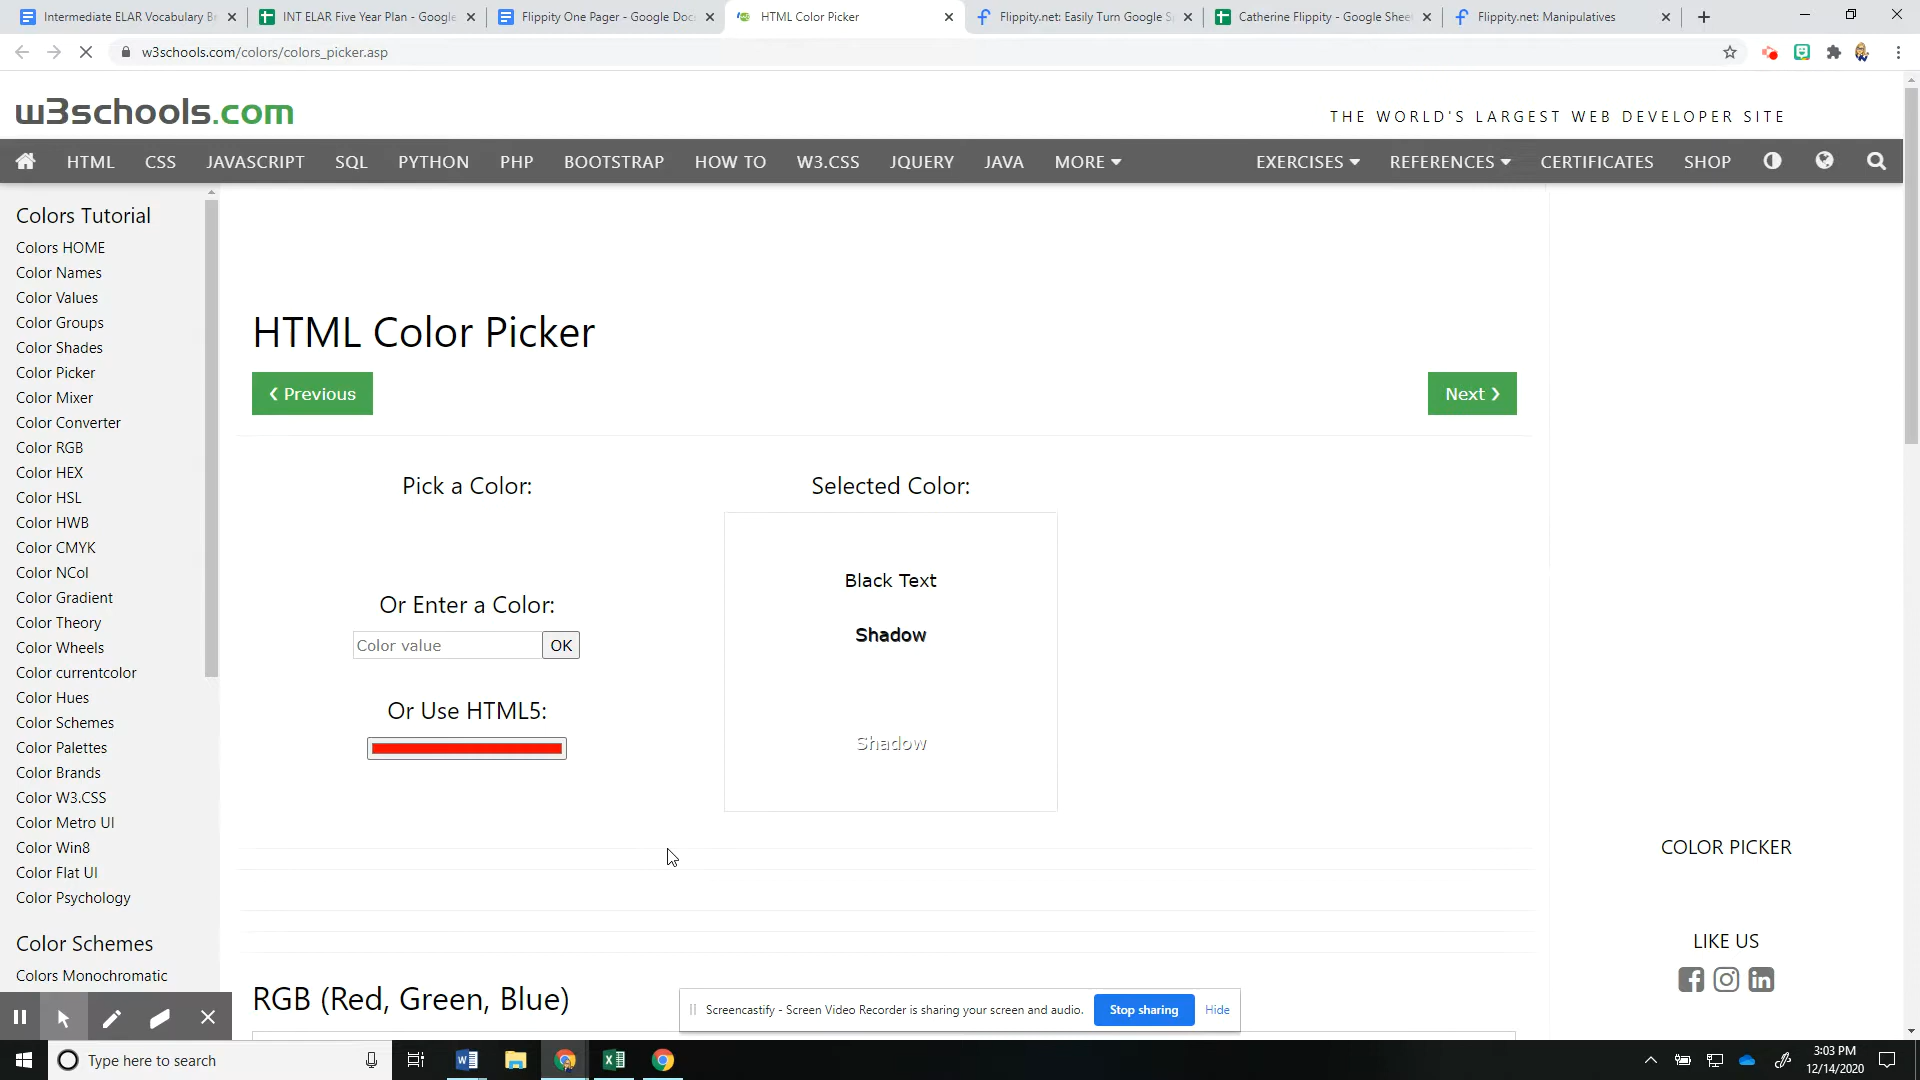 Intermediate ELAR Vocabulary B
INT ELAR Five Year Plan - Google
Flippity One Pager - Google Doc
HTML Color Picker
Flippity.net: Easily Turn Google S
Catherine Flippity - Google Sheet
Flippity.net: Manipulatives
w3schools.com/colors/colors_picker.asp
w3schools.com
THE WORLD'S LARGEST WEB DEVELOPER SITE
HTML CSS JAVASCRIPT SQL PYTHON PHP BOOTSTRAP HOW TO W3.CSS JQUERY JAVA MORE EXERCISES REFERENCES CERTIFICATES SHOP
Colors Tutorial
Colors HOME
Color Names
Color Values
Color Groups
Color Shades
Color Picker
Color Mixer
Color Converter
Color RGB
Color HEX
Color HSL
Color HWB
Color CMYK
Color NCol
Color Gradient
Color Theory
Color Wheels
Color currentcolor
Color Hues
Color Schemes
Color Palettes
Color Brands
Color W3.CSS
Color Metro UI
Color Win8
Color Flat UI
Color Psychology
Color Schemes
Colors Monochromatic
HTML Color Picker
❮ Previous
Next ❯
Pick a Color:
Or Enter a Color:
Color value
OK
Or Use HTML5:
Selected Color:
Black Text
Shadow
Shadow
RGB (Red, Green, Blue)
COLOR PICKER
LIKE US
Screencastify - Screen Video Recorder is sharing your screen and audio.
Stop sharing
Hide
Type here to search
3:03 PM
12/14/2020